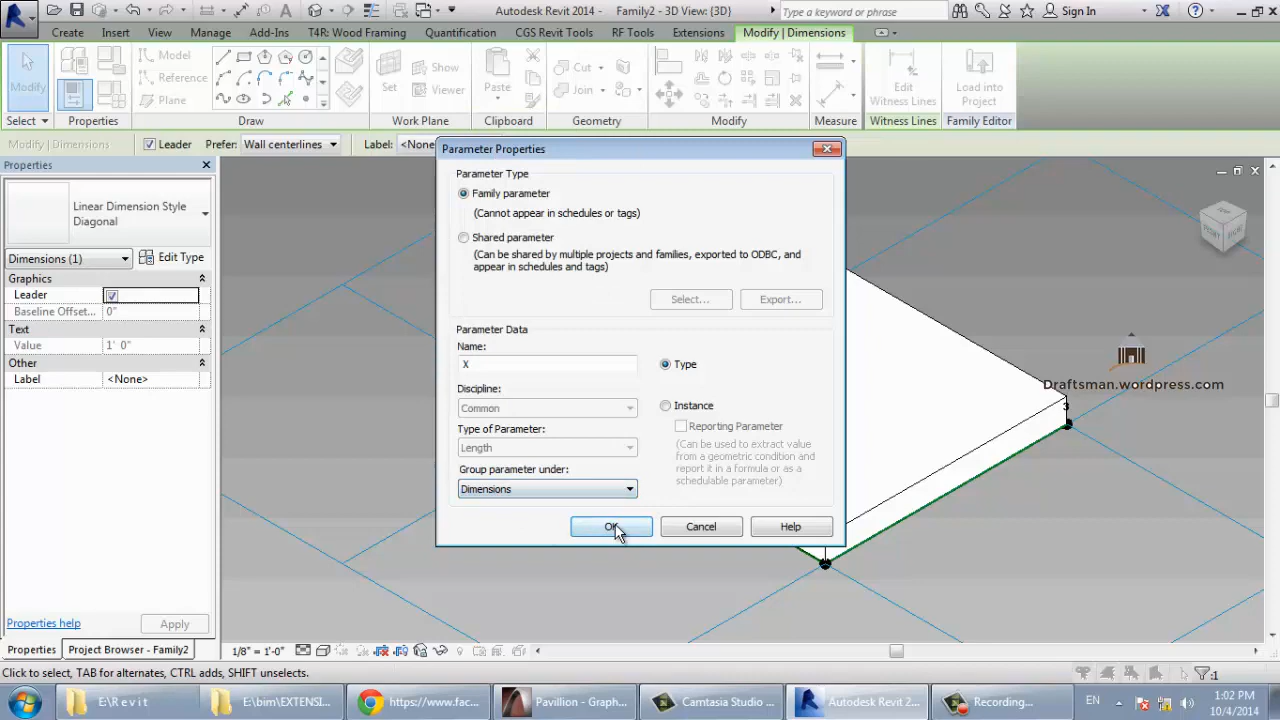 Autodesk Revit 2014 - Family2 - 3D View: {3D}
Type a keyword or phrase
Sign In
Create Insert View Manage Add-Ins T4R: Wood Framing Quantification CGS Revit Tools RF Tools Extensions Modify | Dimensions
Modify
Model
Reference
Plane
Set
Show
Viewer
Paste
Cut
Join
Edit
Witness Lines
Load into
Project
Select Properties Draw Work Plane Clipboard Geometry Modify Measure Witness Lines Family Editor
Modify | Dimensions Leader Prefer: Wall centerlines Label: <None
Properties
Linear Dimension Style
Diagonal
Dimensions (1) Edit Type
Graphics
Leader
Baseline Offset... 0"
Text
Value 1' 0"
Other
Label <None>
Properties help Apply
Properties Project Browser - Family2
Parameter Properties
Parameter Type
Family parameter
(Cannot appear in schedules or tags)
Shared parameter
(Can be shared by multiple projects and families, exported to ODBC, and
appear in schedules and tags)
Select... Export...
Parameter Data
Name:
X
Type
Discipline:
Common
Instance
Reporting Parameter
Type of Parameter:
Length
(Can be used to extract value
from a geometric condition and
report it in a formula or as a
schedulable parameter)
Group parameter under:
Dimensions
OK Cancel Help
Draftsman.wordpress.com
1/8" = 1'-0"
Click to select, TAB for alternates, CTRL adds, SHIFT unselects.
:1
E:\Revit
E:\bim\EXTENSI...
https://www.fac...
Pavillion - Graph...
Camtasia Studio ...
Autodesk Revit 2...
Recording...
EN
1:02 PM
10/4/2014